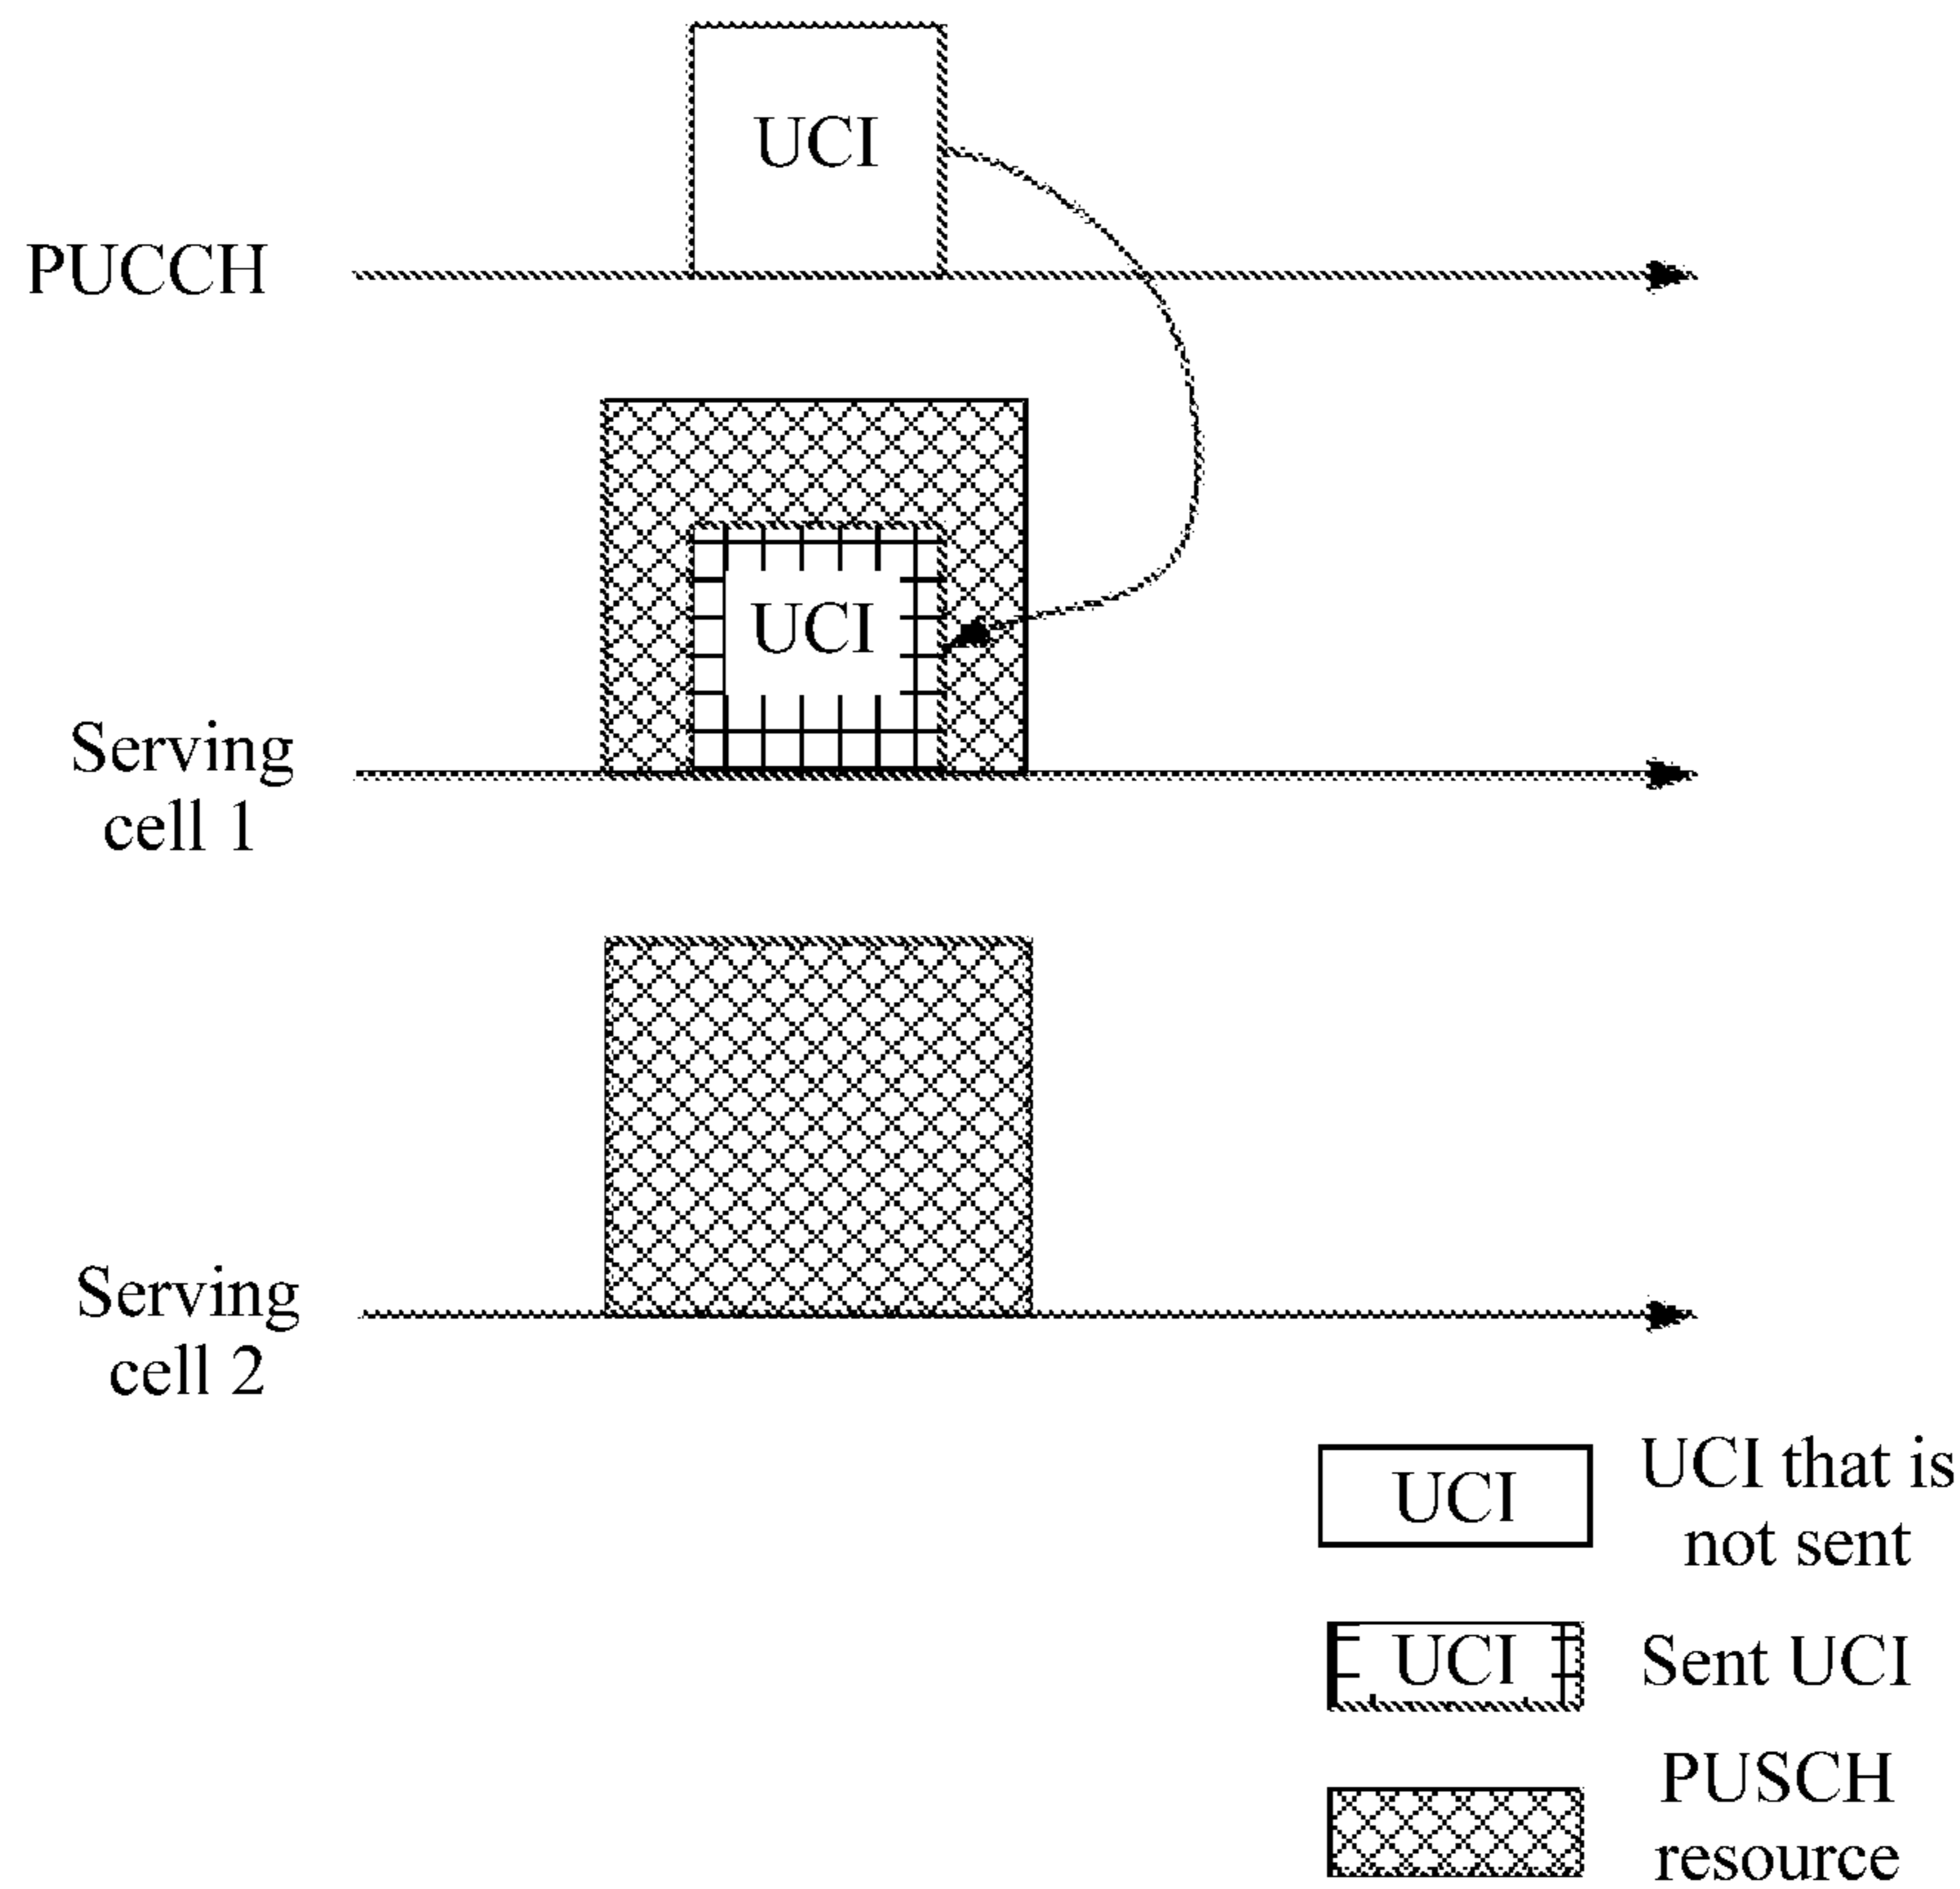 UCI
PUCCH
UCI
Serving
cell 1
Serving
cell 2
UCI
UCI that is
not sent
UCI
Sent UCI
PUSCH
resource